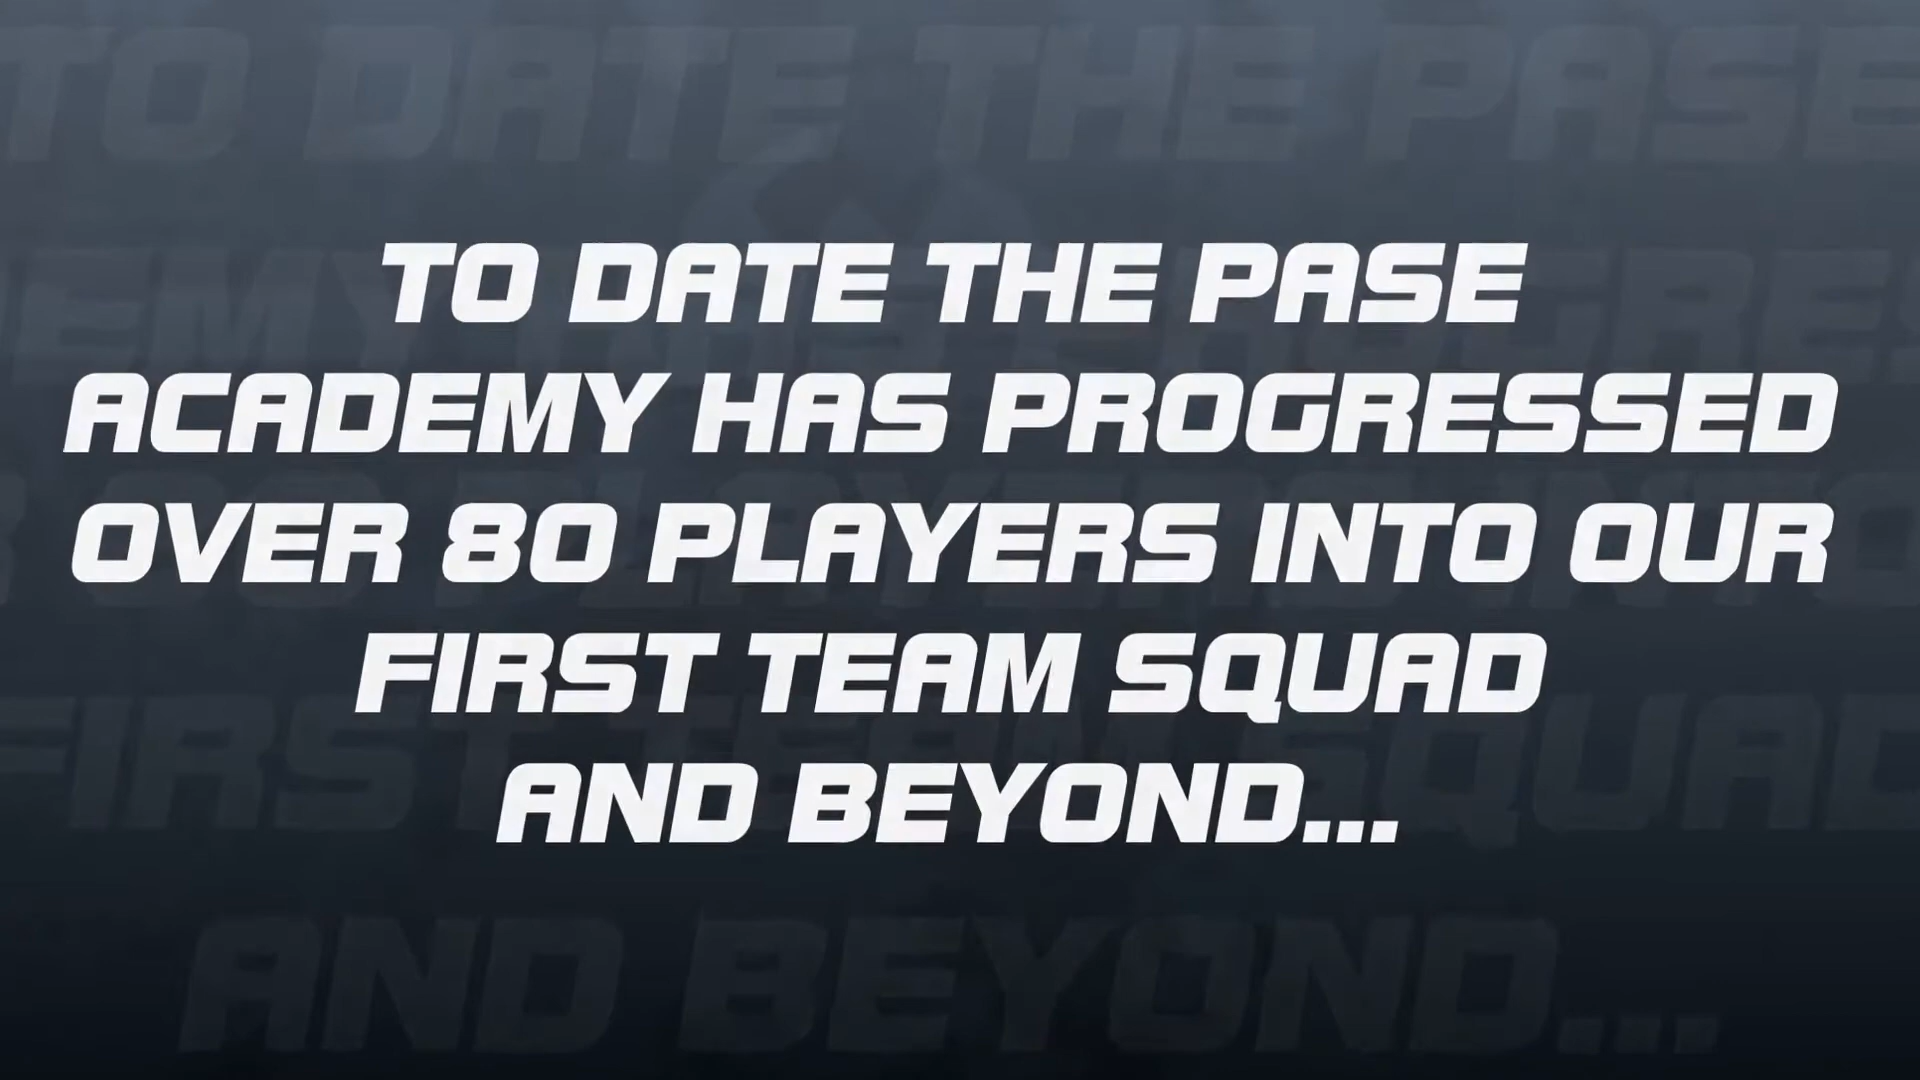 TO DATE THE PASE
ACADEMY HAS PROGRESSED
OVER 80 PLAYERS INTO OUR
FIRST TEAM SQUAD
AND BEYOND...